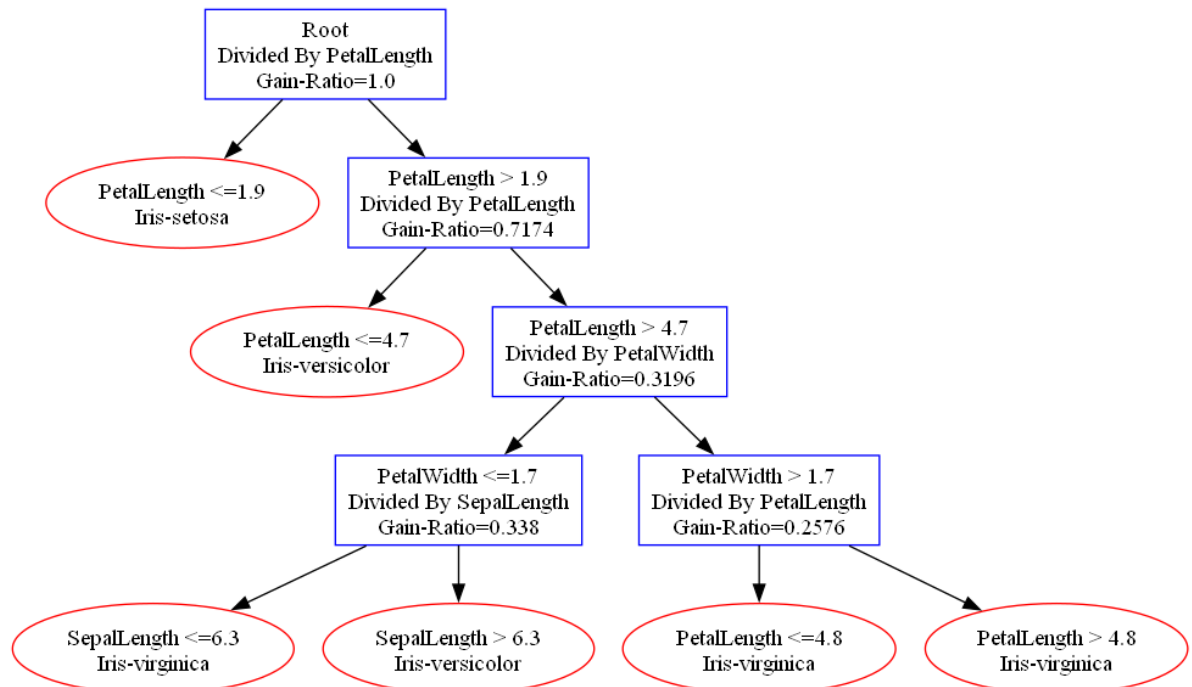 Root
Divided By PetalLength
Gain-Ratio=1.0
PetalLength <=1.9
Iris-setosa
PetalLength > 1.9
Divided By PetalLength
Gain-Ratio=0.7174
PetalLength <=4.7
Iris-versicolor
PetalLength > 4.7
Divided By PetalWidth
Gain-Ratio=0.3196
PetalWidth <=1.7
Divided By SepalLength
Gain-Ratio=0.338
PetalWidth > 1.7
Divided By PetalLength
Gain-Ratio=0.2576
SepalLength <=6.3
Iris-virginica
SepalLength > 6.3
Iris-versicolor
PetalLength <=4.8
Iris-virginica
PetalLength > 4.8
Iris-virginica